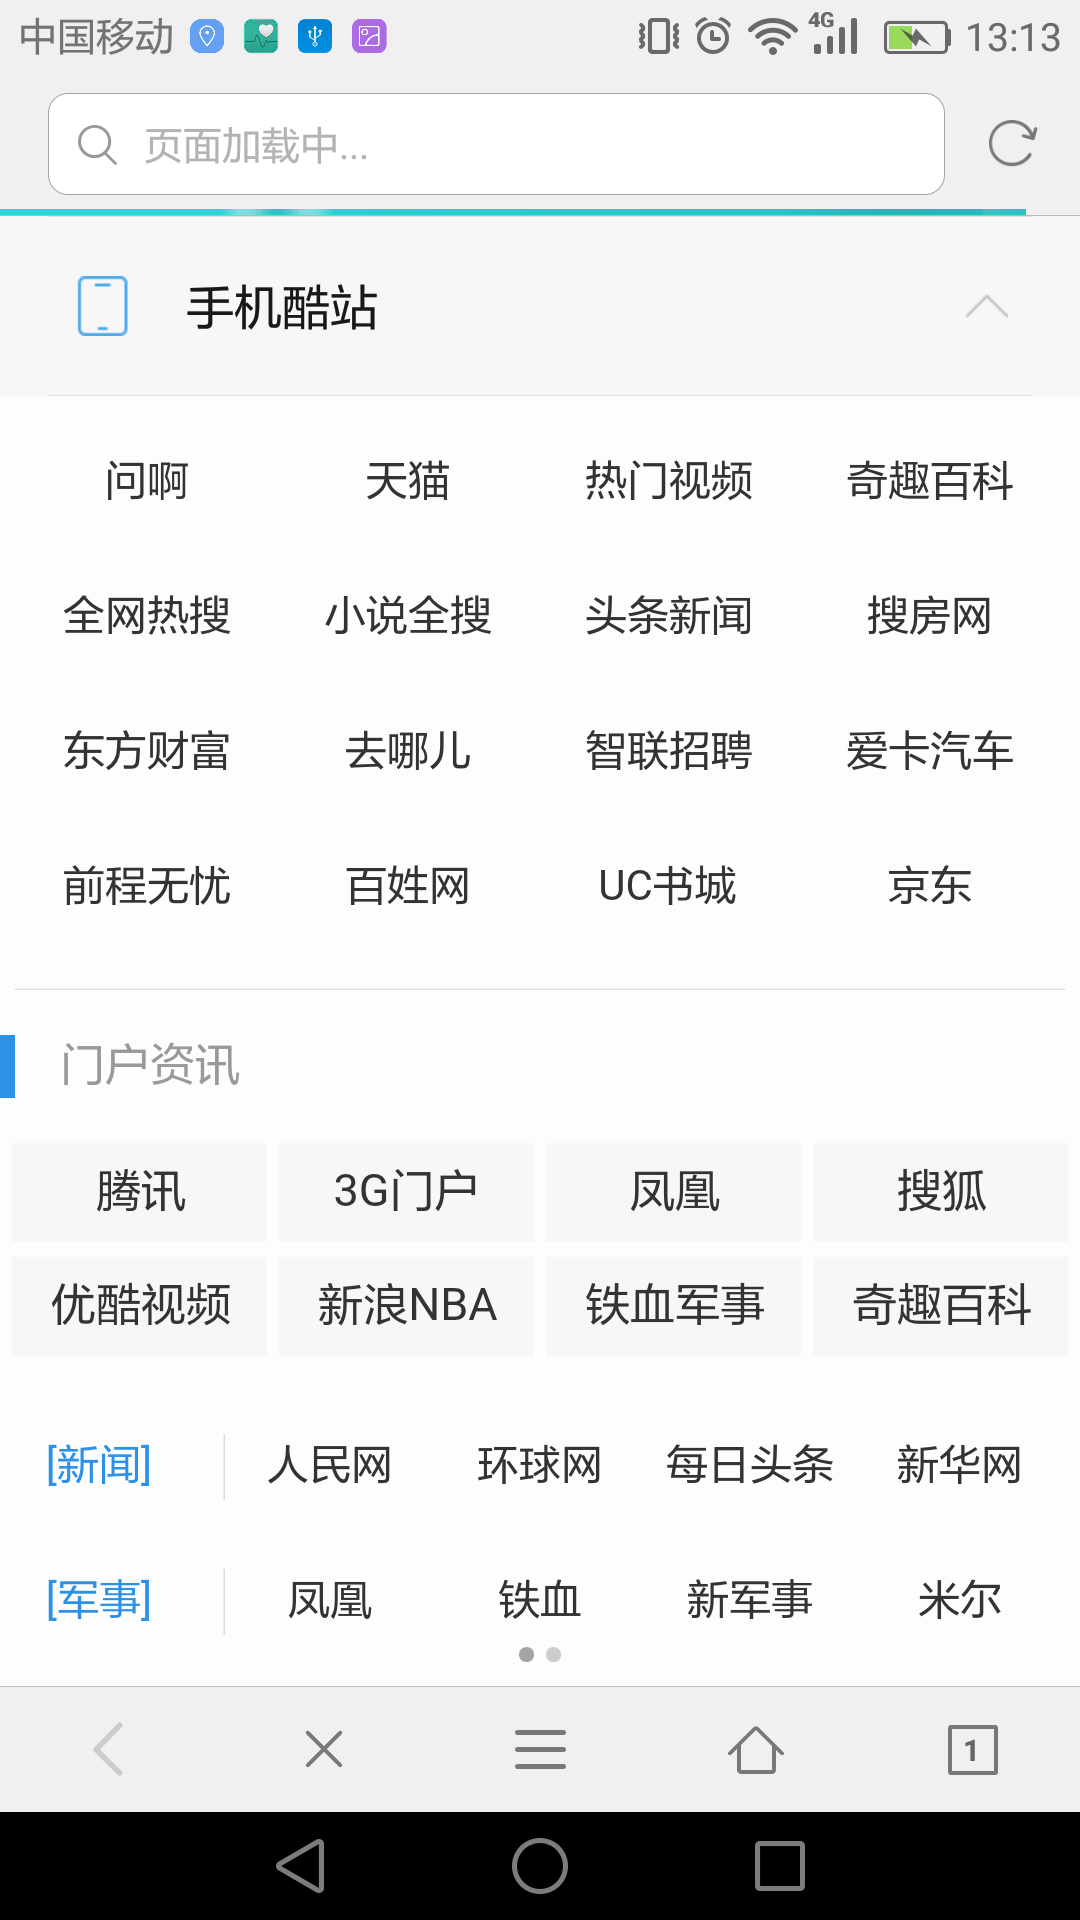 中国移动 4G 13:13
页面加载中...
手机酷站
问啊 天猫 热门视频 奇趣百科
全网热搜 小说全搜 头条新闻 搜房网
东方财富 去哪儿 智联招聘 爱卡汽车
前程无忧 百姓网 UC书城 京东
门户资讯
腾讯 3G门户 凤凰 搜狐
优酷视频 新浪NBA 铁血军事 奇趣百科
[新闻] 人民网 环球网 每日头条 新华网
[军事] 凤凰 铁血 新军事 米尔
1